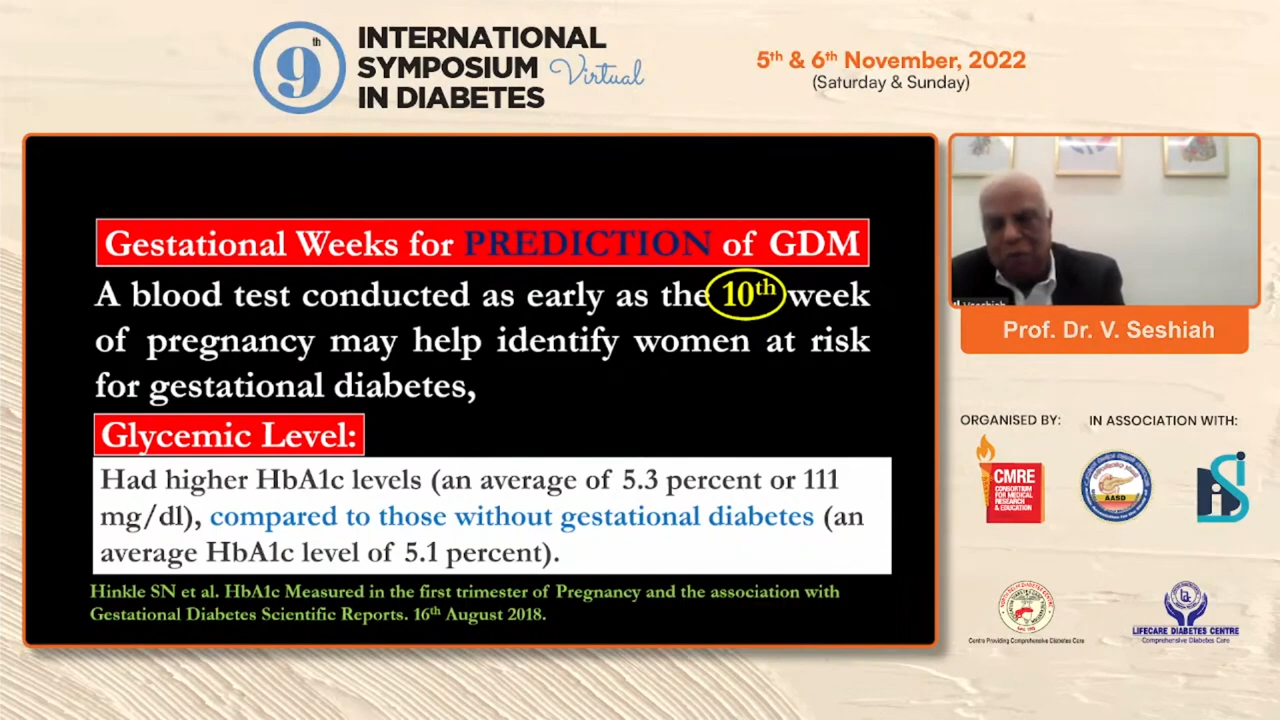 9th
INTERNATIONAL
SYMPOSIUM Virtual
IN DIABETES
5th & 6th November, 2022
(Saturday & Sunday)
Gestational Weeks for PREDICTION of GDM
A blood test conducted as early as the 10th week
of pregnancy may help identify women at risk
for gestational diabetes,
Glycemic Level:
Had higher HbA1c levels (an average of 5.3 percent or 111
mg/dl), compared to those without gestational diabetes (an
average HbA1c level of 5.1 percent).
Hinkle SN et al. HbA1c Measured in the first trimester of Pregnancy and the association with
Gestational Diabetes Scientific Reports. 16th August 2018.
Prof. Dr. V. Seshiah
ORGANISED BY:
IN ASSOCIATION WITH:
CMRE
CONSORTIUM
FOR MEDICAL
RESEARCH
& EDUCATION
AASD
Centre Providing Comprehensive Diabetes Care
LIFECARE DIABETES CENTRE
Comprehensive Diabetes Care